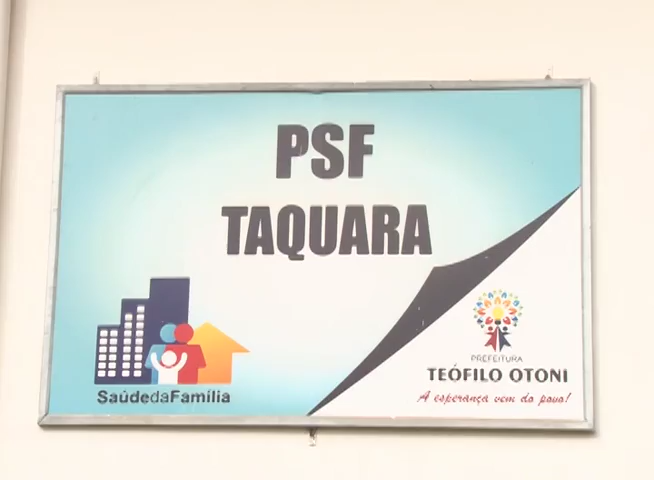 PSF
TAQUARA
SaúdedaFamília
PREFEITURA
TEÓFILO OTONI
A esperança vem do povo!